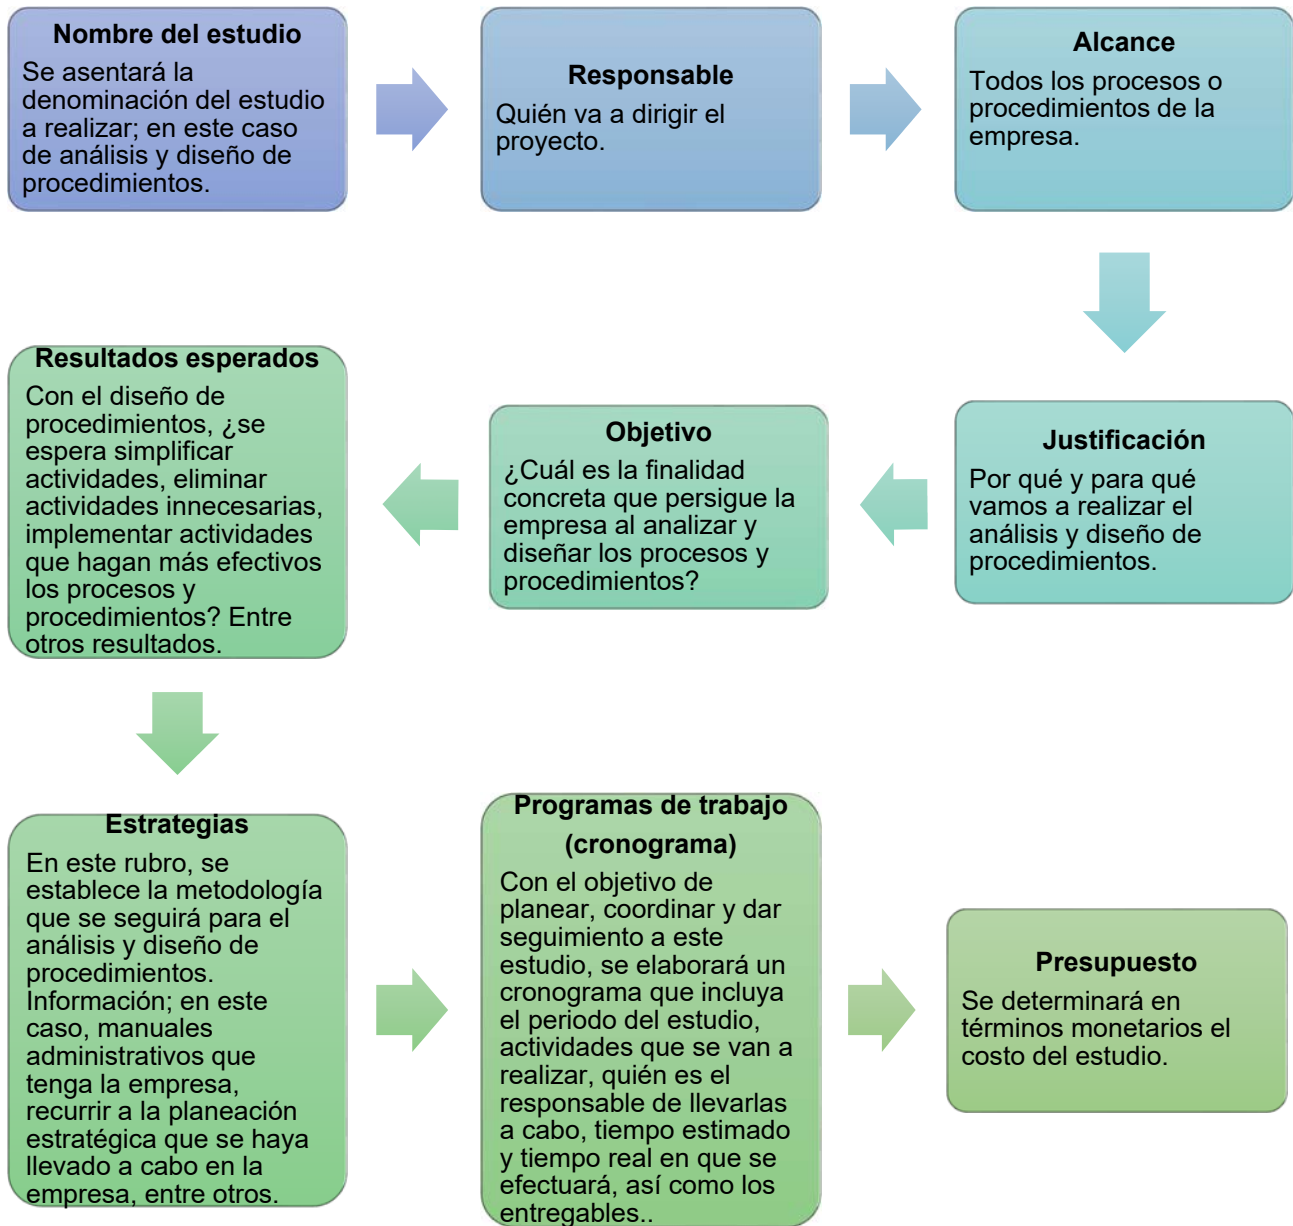 Nombre del estudio
Se asentará la
denominación del estudio
a realizar; en este caso
de análisis y diseño de
procedimientos.
Responsable
Quién va a dirigir el
proyecto.
Alcance
Todos los procesos o
procedimientos de la
empresa.
Justificación
Por qué y para qué
vamos a realizar el
análisis y diseño de
procedimientos.
Objetivo
¿Cuál es la finalidad
concreta que persigue la
empresa al analizar y
diseñar los procesos y
procedimientos?
Resultados esperados
Con el diseño de
procedimientos, ¿se
espera simplificar
actividades, eliminar
actividades innecesarias,
implementar actividades
que hagan más efectivos
los procesos y
procedimientos? Entre
otros resultados.
Estrategias
En este rubro, se
establece la metodología
que se seguirá para el
análisis y diseño de
procedimientos.
Información; en este
caso, manuales
administrativos que
tenga la empresa,
recurrir a la planeación
estratégica que se haya
llevado a cabo en la
empresa, entre otros.
Programas de trabajo
(cronograma)
Con el objetivo de
planear, coordinar y dar
seguimiento a este
estudio, se elaborará un
cronograma que incluya
el periodo del estudio,
actividades que se van a
realizar, quién es el
responsable de llevarlas
a cabo, tiempo estimado
y tiempo real en que se
efectuará, así como los
entregables..
Presupuesto
Se determinará en
términos monetarios el
costo del estudio.